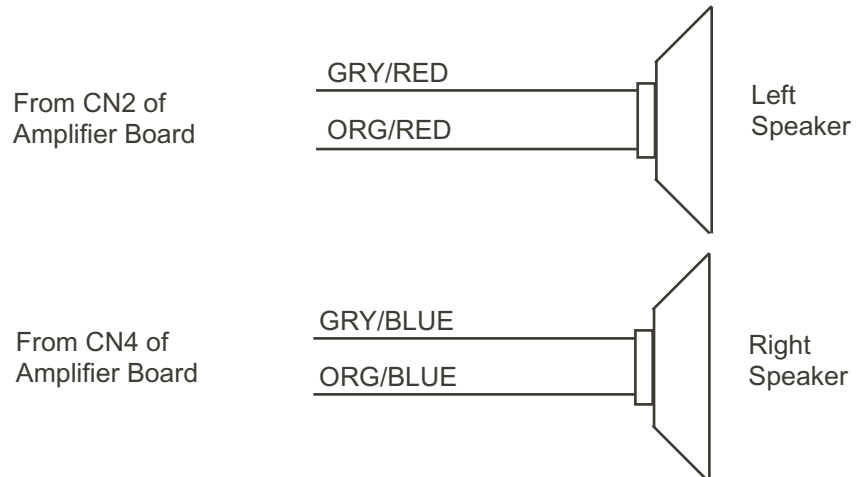 GRY/RED
From CN2 of
Amplifier Board
ORG/RED
Left
Speaker
GRY/BLUE
From CN4 of
Amplifier Board
ORG/BLUE
Right
Speaker